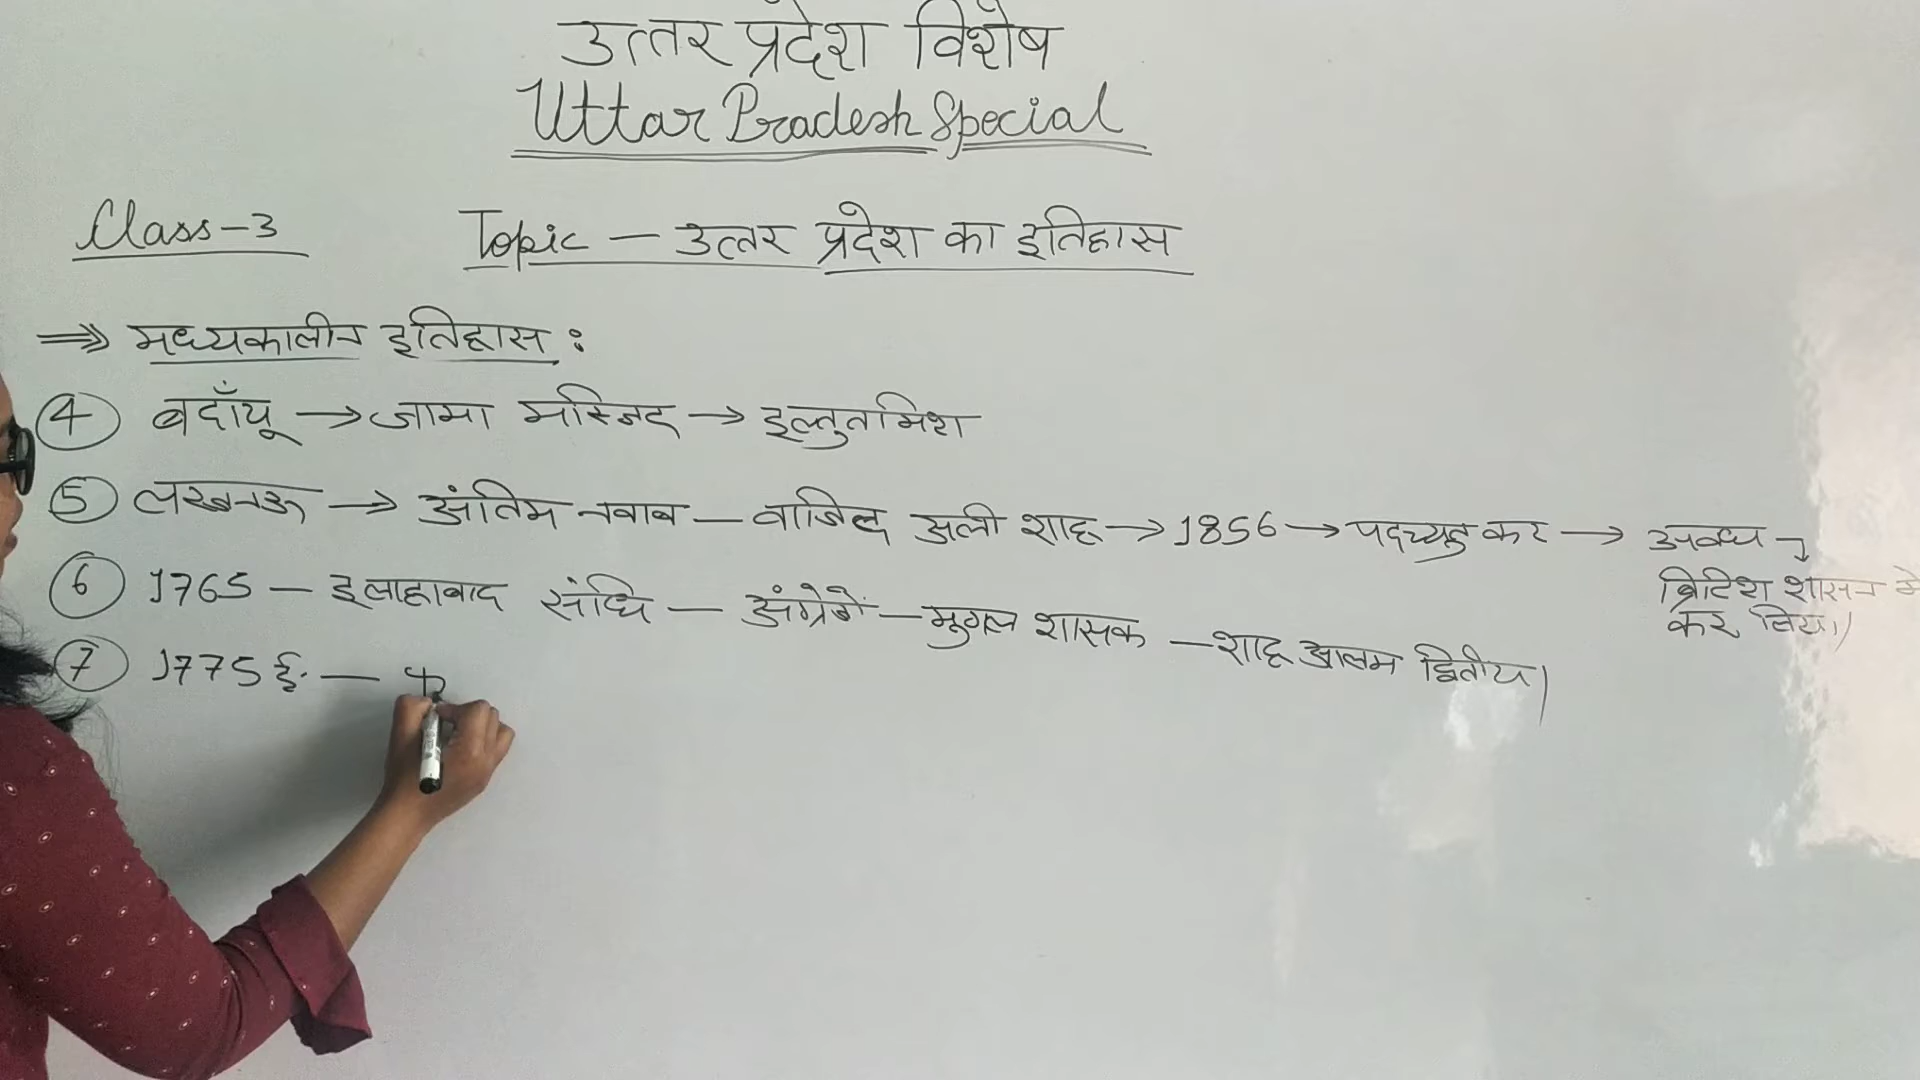 उत्तर प्रदेश विशेष
Uttar Pradesh Special
Class-3
Topic - उत्तर प्रदेश का इतिहास
⇒ मध्यकालीन इतिहास :
④ बदाँयू → जामा मस्जिद → इल्तुतमिश
⑤ लखनऊ → अंतिम नवाब - वाजिद अली शाह → 1856 → पदच्युत कर → अवध
ब्रिटिश शासन में
कर लिया।
⑥ 1765 - इलाहाबाद संधि - अंग्रेजों - मुगल शासक - शाह आलम द्वितीय।
⑦ 1775 ई. -